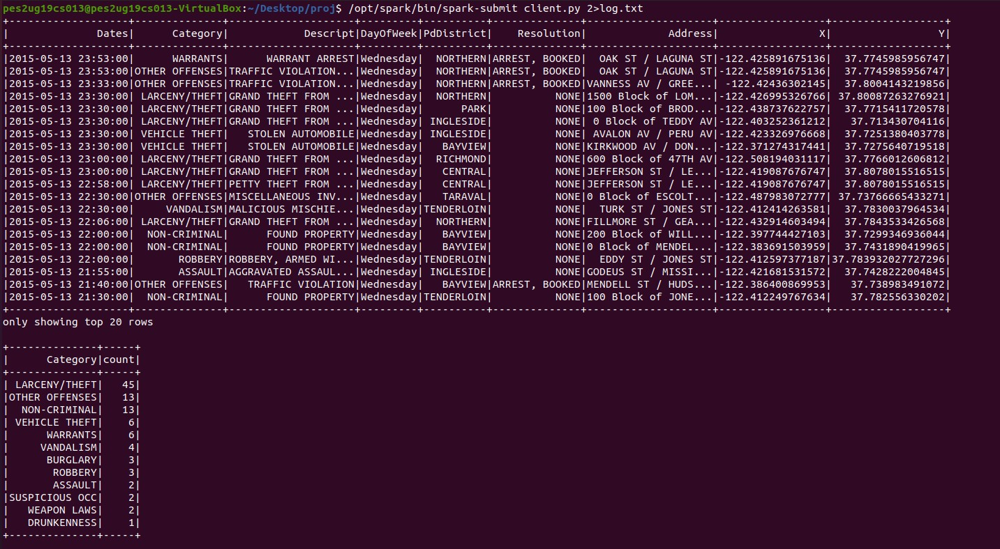 pes2ug19cs013@pes2ug19cs013-VirtualBox:~/Desktop/proj$ /opt/spark/bin/spark-submit client.py 2>log.txt
+-------------------+--------------+--------------------+---------+----------+--------------+--------------------+-----------------+------------------+
|              Dates|      Category|            Descript|DayOfWeek|PdDistrict|    Resolution|             Address|                X|                 Y|
+-------------------+--------------+--------------------+---------+----------+--------------+--------------------+-----------------+------------------+
|2015-05-13 23:53:00|      WARRANTS|      WARRANT ARREST|Wednesday|  NORTHERN|ARREST, BOOKED|  OAK ST / LAGUNA ST|-122.425891675136|  37.7745985956747|
|2015-05-13 23:53:00|OTHER OFFENSES|TRAFFIC VIOLATION...|Wednesday|  NORTHERN|ARREST, BOOKED|  OAK ST / LAGUNA ST|-122.425891675136|  37.7745985956747|
|2015-05-13 23:33:00|OTHER OFFENSES|TRAFFIC VIOLATION...|Wednesday|  NORTHERN|ARREST, BOOKED|VANNESS AV / GREE...| -122.42436302145|  37.8004143219856|
|2015-05-13 23:30:00| LARCENY/THEFT|GRAND THEFT FROM ...|Wednesday|  NORTHERN|          NONE|1500 Block of LOM...|-122.426995326766| 37.80087263276921|
|2015-05-13 23:30:00| LARCENY/THEFT|GRAND THEFT FROM ...|Wednesday|      PARK|          NONE|100 Block of BROD...|-122.438737622757|  37.7715411720578|
|2015-05-13 23:30:00| LARCENY/THEFT|GRAND THEFT FROM ...|Wednesday| INGLESIDE|          NONE| 0 Block of TEDDY AV|-122.403252361212|   37.713430704116|
|2015-05-13 23:30:00| VEHICLE THEFT|   STOLEN AUTOMOBILE|Wednesday| INGLESIDE|          NONE| AVALON AV / PERU AV|-122.423326976668|  37.7251380403778|
|2015-05-13 23:30:00| VEHICLE THEFT|   STOLEN AUTOMOBILE|Wednesday|   BAYVIEW|          NONE|KIRKWOOD AV / DON...|-122.371274317441|  37.7275640719518|
|2015-05-13 23:00:00| LARCENY/THEFT|GRAND THEFT FROM ...|Wednesday|  RICHMOND|          NONE|600 Block of 47TH AV|-122.508194031117|  37.7766012606812|
|2015-05-13 23:00:00| LARCENY/THEFT|GRAND THEFT FROM ...|Wednesday|   CENTRAL|          NONE|JEFFERSON ST / LE...|-122.419087676747|  37.8078015516515|
|2015-05-13 22:58:00| LARCENY/THEFT|PETTY THEFT FROM ...|Wednesday|   CENTRAL|          NONE|JEFFERSON ST / LE...|-122.419087676747|  37.8078015516515|
|2015-05-13 22:30:00|OTHER OFFENSES|MISCELLANEOUS INV...|Wednesday|   TARAVAL|          NONE|0 Block of ESCOLT...|-122.487983072777| 37.73766665433271|
|2015-05-13 22:30:00|     VANDALISM|MALICIOUS MISCHIE...|Wednesday|TENDERLOIN|          NONE|  TURK ST / JONES ST|-122.412414263581|  37.7830037964534|
|2015-05-13 22:06:00| LARCENY/THEFT|GRAND THEFT FROM ...|Wednesday|  NORTHERN|          NONE|FILLMORE ST / GEA...|-122.432914603494|  37.7843533426568|
|2015-05-13 22:00:00|  NON-CRIMINAL|      FOUND PROPERTY|Wednesday|   BAYVIEW|          NONE|200 Block of WILL...|-122.397744427103|  37.7299346936044|
|2015-05-13 22:00:00|  NON-CRIMINAL|      FOUND PROPERTY|Wednesday|   BAYVIEW|          NONE|0 Block of MENDEL...|-122.383691503959|  37.7431890419965|
|2015-05-13 22:00:00|       ROBBERY|ROBBERY, ARMED WI...|Wednesday|TENDERLOIN|          NONE|  EDDY ST / JONES ST|-122.412597377187|37.783932027727296|
|2015-05-13 21:55:00|       ASSAULT|AGGRAVATED ASSAUL...|Wednesday| INGLESIDE|          NONE|GODEUS ST / MISSI...|-122.421681531572|  37.7428222004845|
|2015-05-13 21:40:00|OTHER OFFENSES|   TRAFFIC VIOLATION|Wednesday|   BAYVIEW|ARREST, BOOKED|MENDELL ST / HUDS...|-122.386400869953|   37.738983491072|
|2015-05-13 21:30:00|  NON-CRIMINAL|      FOUND PROPERTY|Wednesday|TENDERLOIN|          NONE|100 Block of JONE...|-122.412249767634|   37.782556330202|
+-------------------+--------------+--------------------+---------+----------+--------------+--------------------+-----------------+------------------+
only showing top 20 rows
+--------------+-----+
|      Category|count|
+--------------+-----+
| LARCENY/THEFT|   45|
|OTHER OFFENSES|   13|
|  NON-CRIMINAL|   13|
| VEHICLE THEFT|    6|
|      WARRANTS|    6|
|     VANDALISM|    4|
|      BURGLARY|    3|
|       ROBBERY|    3|
|       ASSAULT|    2|
|SUSPICIOUS OCC|    2|
|   WEAPON LAWS|    2|
|   DRUNKENNESS|    1|
+--------------+-----+